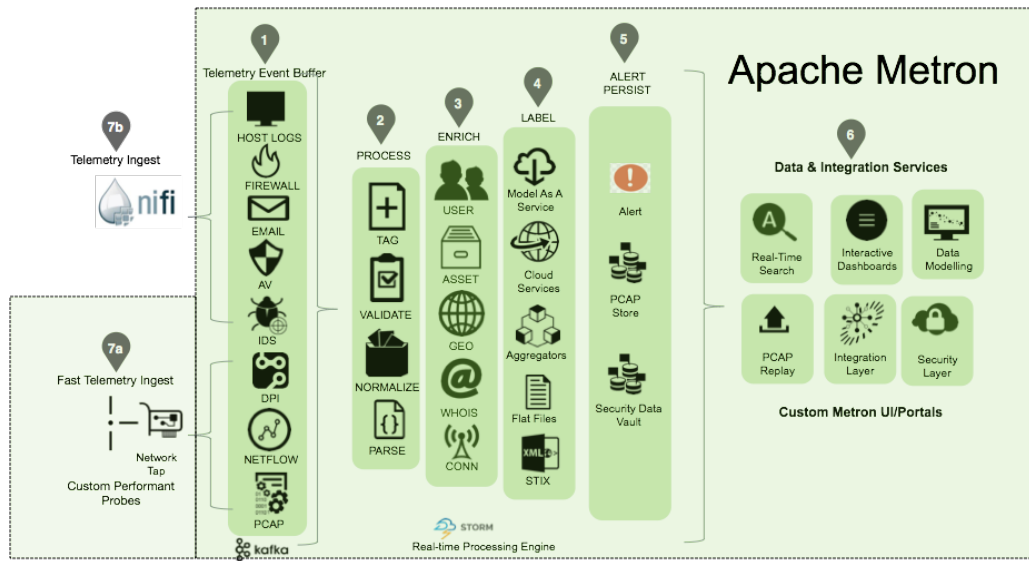 Apache Metron
7b
Telemetry Ingest
nifi
7a
Fast Telemetry Ingest
Network
Tap
Custom Performant
Probes
1
Telemetry Event Buffer
HOST LOGS
FIREWALL
EMAIL
AV
IDS
DPI
NETFLOW
PCAP
kafka
2
PROCESS
TAG
VALIDATE
NORMALIZE
{}
PARSE
3
ENRICH
USER
ASSET
GEO
@
WHOIS
CONN
4
LABEL
Model As A
Service
Cloud
Services
Aggregators
Flat Files
XML
STIX
STORM
Real-time Processing Engine
5
ALERT
PERSIST
!
Alert
PCAP
Store
Security Data
Vault
6
Data & Integration Services
A
Real-Time
Search
Interactive
Dashboards
Data
Modelling
PCAP
Replay
Integration
Layer
Security
Layer
Custom Metron UI/Portals